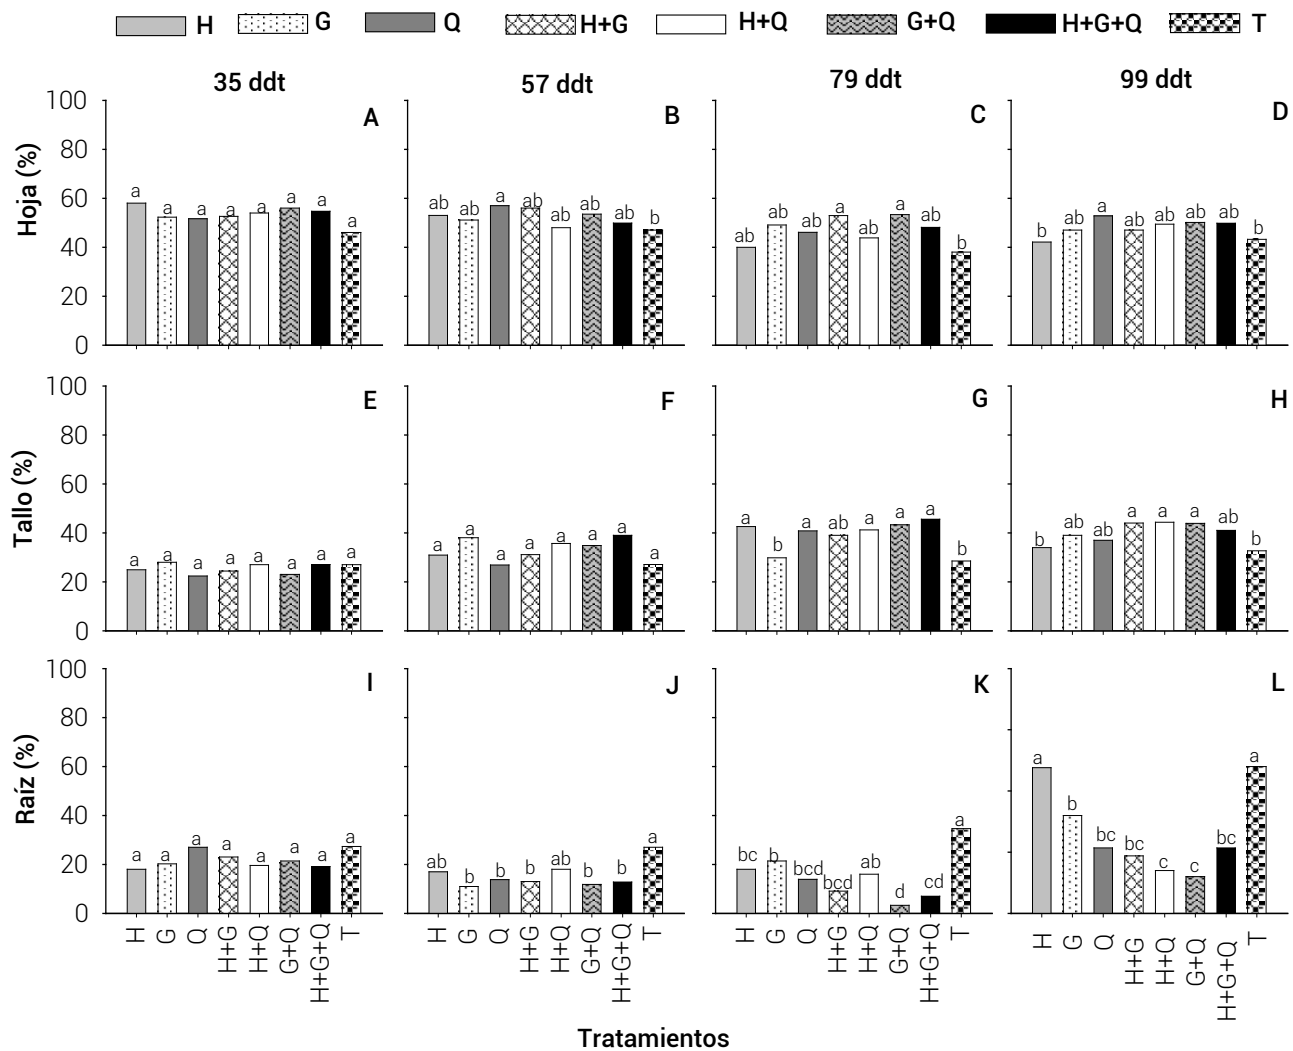 H G Q H+G H+Q G+Q H+G+Q T
35 ddt 57 ddt 79 ddt 99 ddt
Hoja (%)
100 80 60 40 20 0
A
a a a a a a a a
B
ab ab a ab ab ab ab b
C
ab ab ab a ab a ab b
D
b ab a ab ab ab ab b
Tallo (%)
100 80 60 40 20 0
E
a a a a a a a a
F
a a a a a a a a
G
a b a ab a a a b
H
b ab ab a a a ab b
Raíz (%)
100 80 60 40 20 0
I
a a a a a a a a
J
ab b b b ab b b a
K
bc b bcd bcd ab d cd a
L
a b bc bc c c bc a
H G Q H+G H+Q G+Q H+G+Q T
H G Q H+G H+Q G+Q H+G+Q T
H G Q H+G H+Q G+Q H+G+Q T
H G Q H+G H+Q G+Q H+G+Q T
Tratamientos